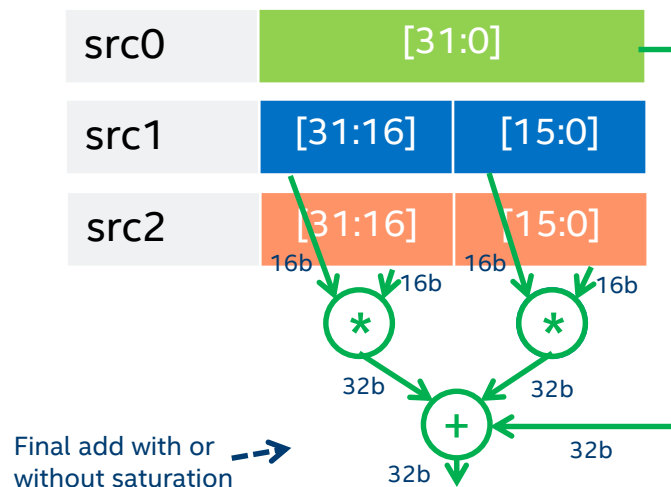 src0 [31:0]
src1 [31:16] [15:0]
src2 [31:16] [15:0]
16b 16b 16b 16b
* *
32b 32b
+
32b
Final add with or
without saturation
32b